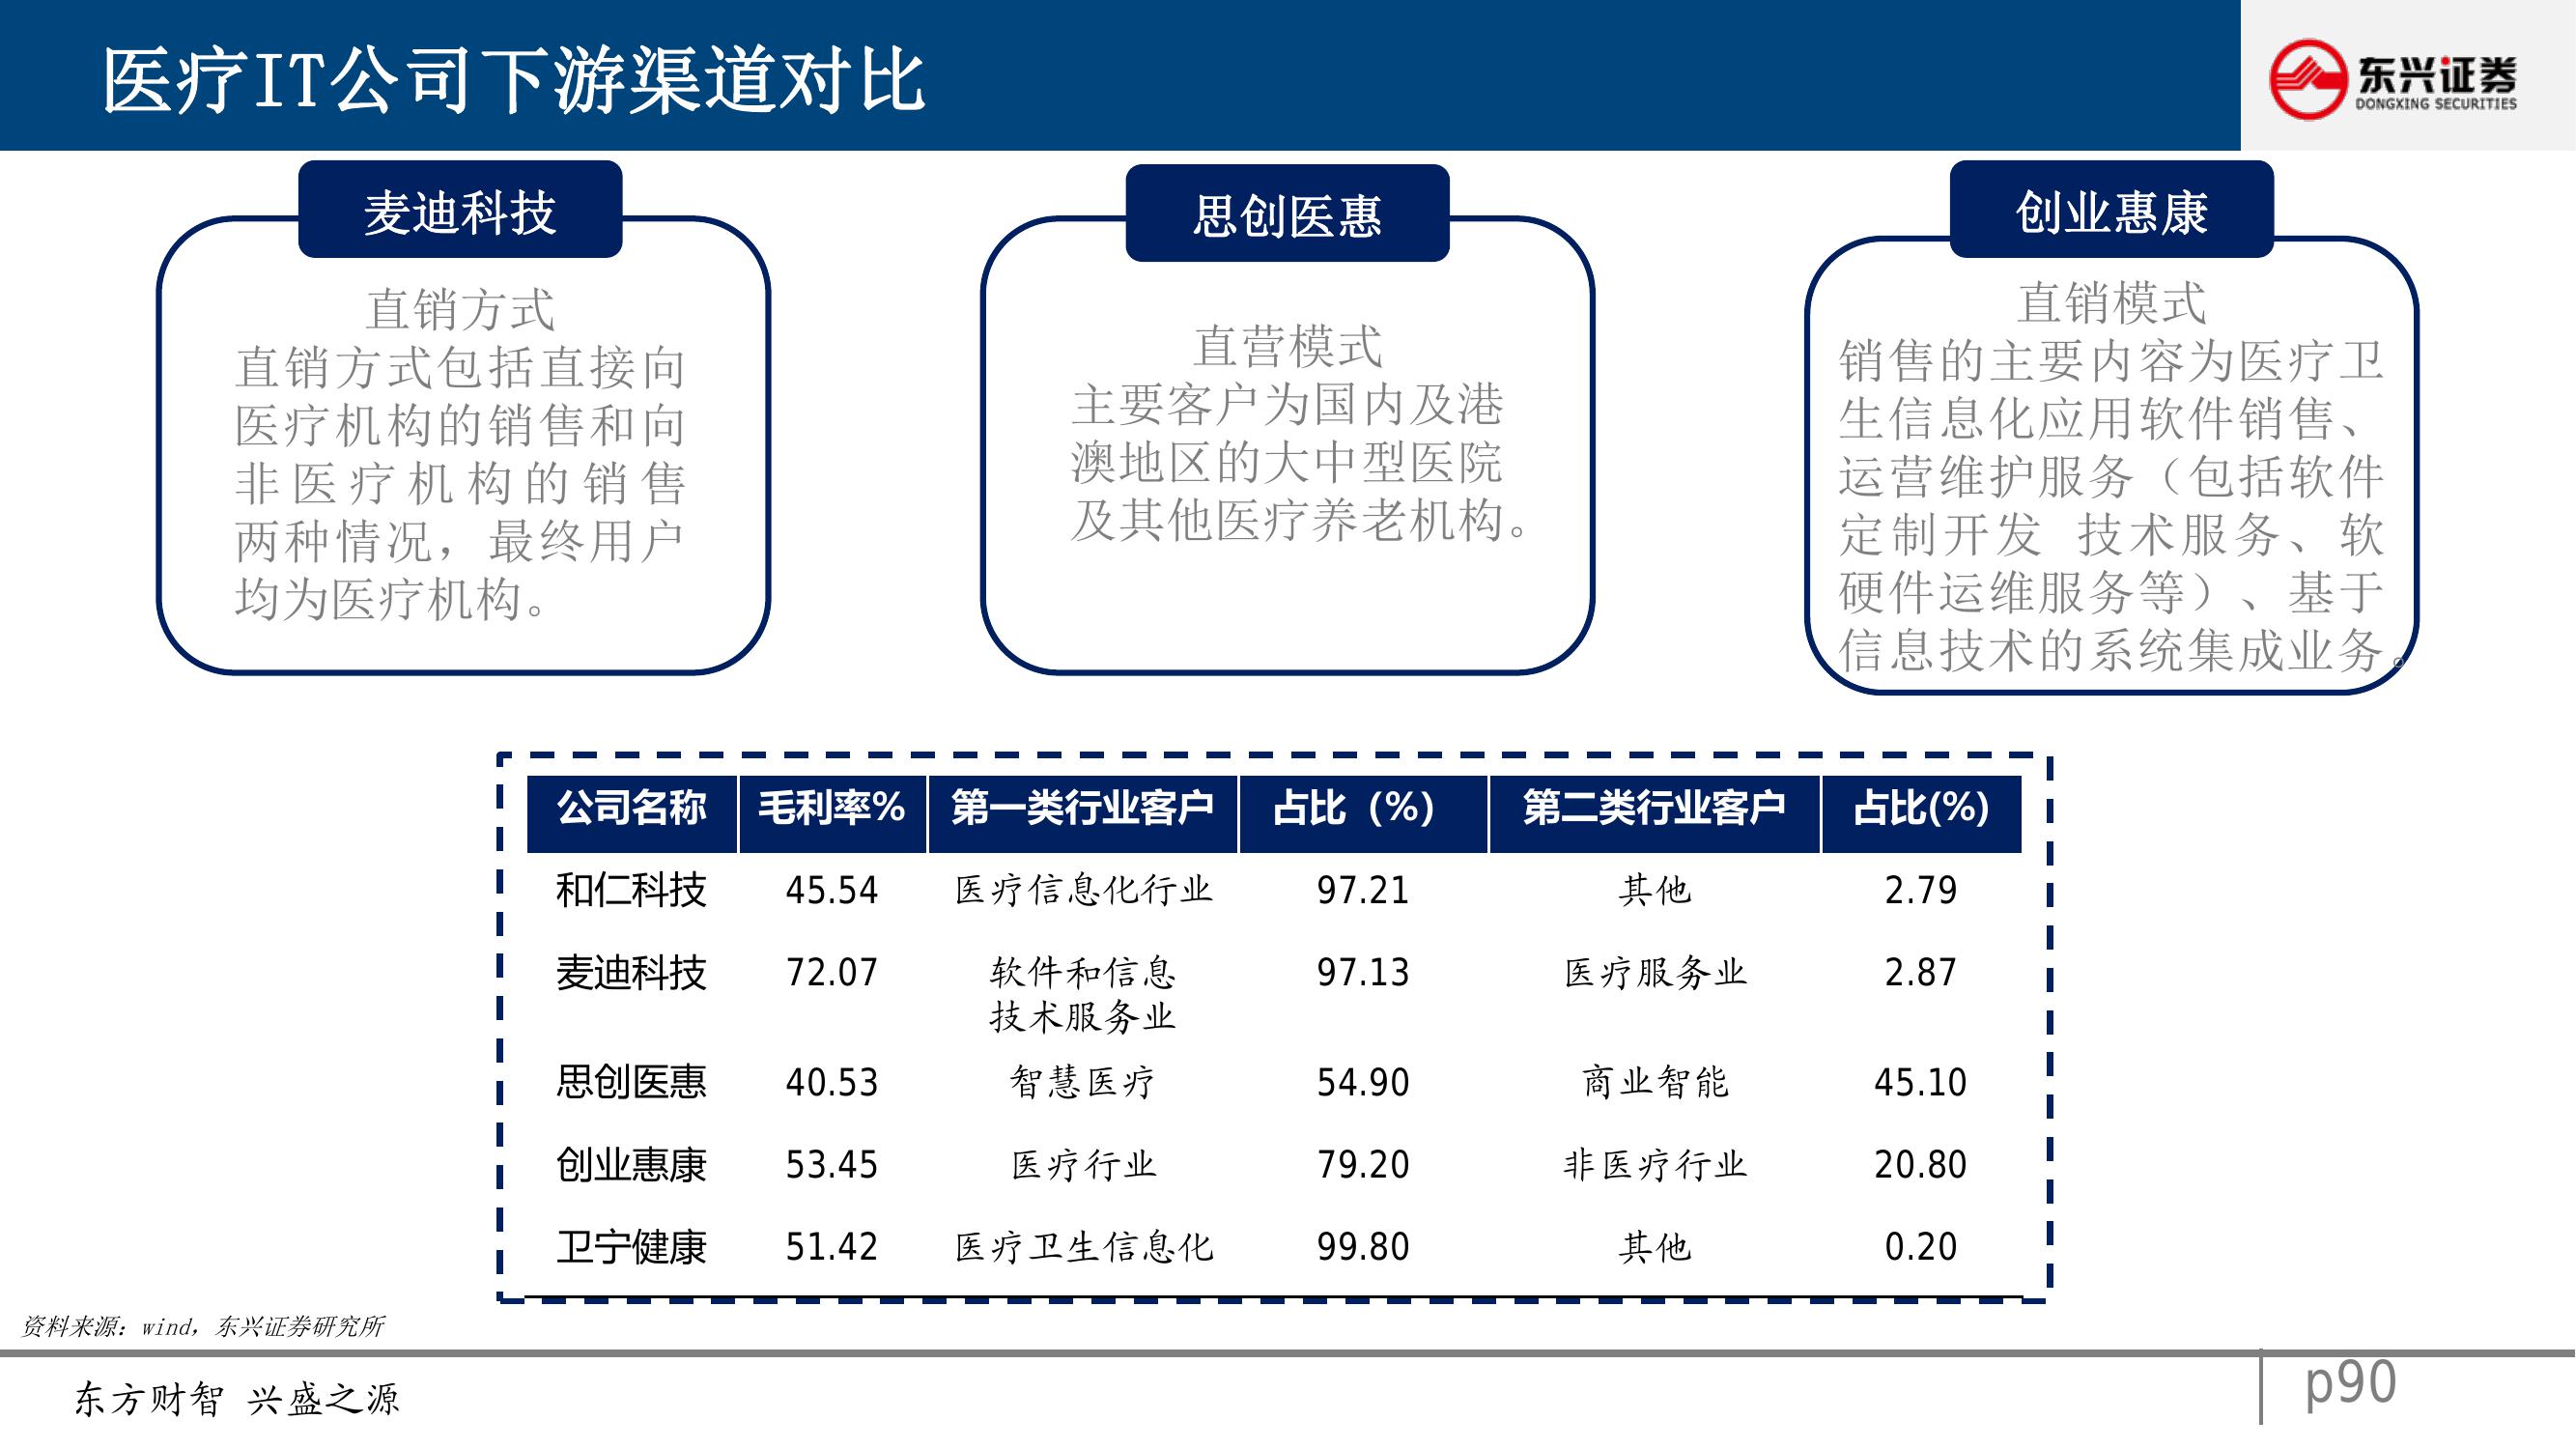 医疗IT公司下游渠道对比
东兴证券
DONGXING SECURITIES
麦迪科技
直销方式
直销方式包括直接向
医疗机构的销售和向
非医疗机构的销售
两种情况，最终用户
均为医疗机构。
思创医惠
直营模式
主要客户为国内及港
澳地区的大中型医院
及其他医疗养老机构。
创业惠康
直销模式
销售的主要内容为医疗卫
生信息化应用软件销售、
运营维护服务（包括软件
定制开发 技术服务、软
硬件运维服务等）、基于
信息技术的系统集成业务。
公司名称 毛利率% 第一类行业客户 占比（%） 第二类行业客户 占比(%)
和仁科技 45.54 医疗信息化行业 97.21 其他 2.79
麦迪科技 72.07 软件和信息 97.13 医疗服务业 2.87
技术服务业
思创医惠 40.53 智慧医疗 54.90 商业智能 45.10
创业惠康 53.45 医疗行业 79.20 非医疗行业 20.80
卫宁健康 51.42 医疗卫生信息化 99.80 其他 0.20
资料来源：wind，东兴证券研究所
东方财智 兴盛之源
p90